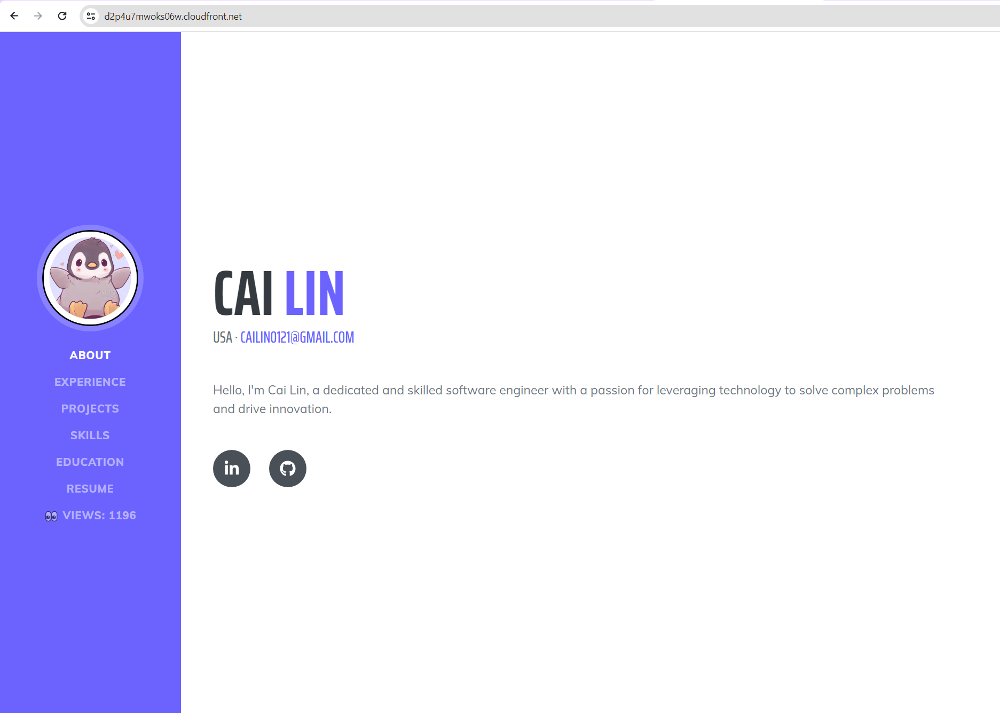 d2p4u7mwoks06w.cloudfront.net
ABOUT
EXPERIENCE
PROJECTS
SKILLS
EDUCATION
RESUME
👀 VIEWS: 1196
CAI LIN
USA · CAILIN0121@GMAIL.COM
Hello, I'm Cai Lin, a dedicated and skilled software engineer with a passion for leveraging technology to solve complex problems
and drive innovation.
in